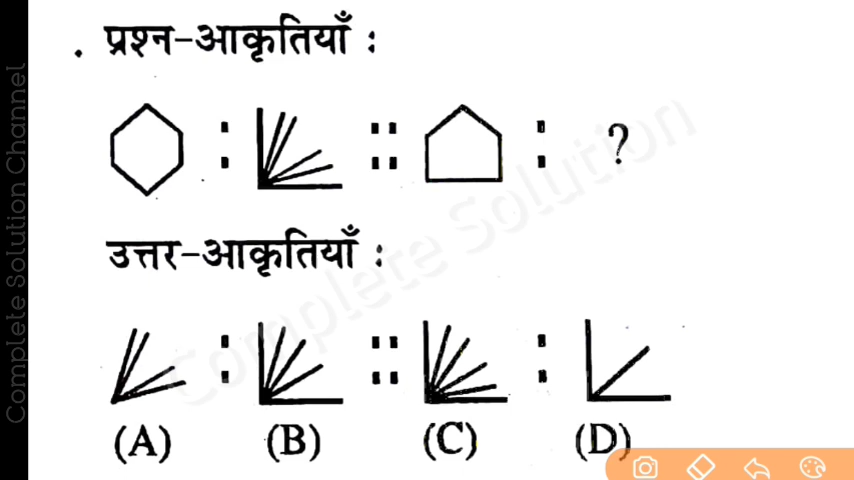 . प्रश्न-आकृतियाँ :
: :: : ?
उत्तर-आकृतियाँ :
: :: :
(A) (B) (C) (D)
Complete Solution
Complete Solution Channel